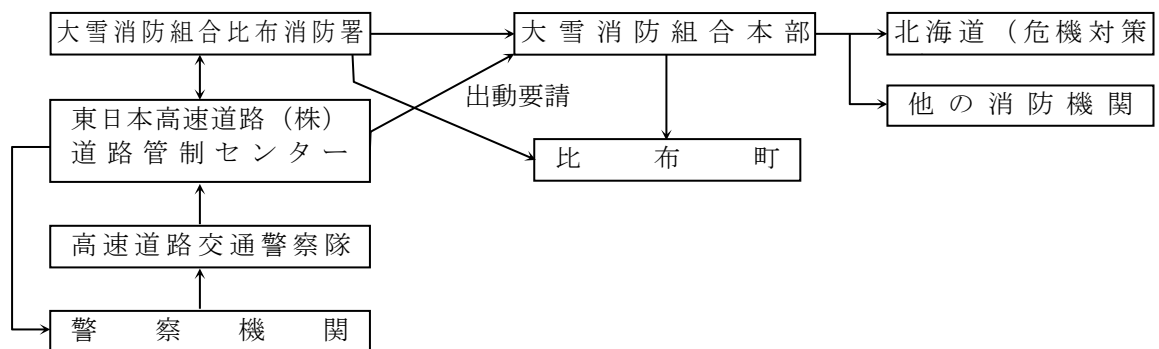 大雪消防組合比布消防署
大雪消防組合本部
北海道（危機対策
出動要請
他の消防機関
東日本高速道路（株）
道路管制センター
比布町
高速道路交通警察隊
警察機関